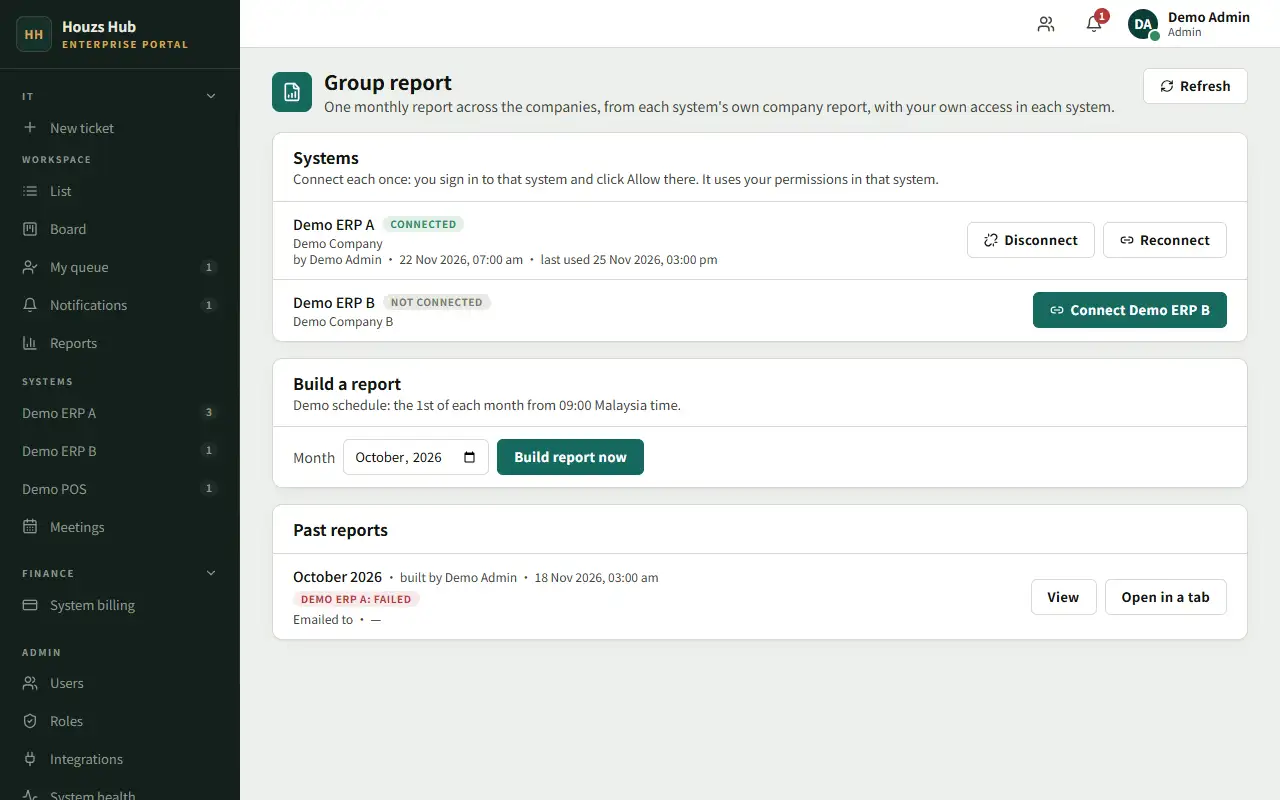 HH
Houzs Hub
ENTERPRISE PORTAL
IT
New ticket
WORKSPACE
List
Board
My queue 1
Notifications 1
Reports
SYSTEMS
Demo ERP A 3
Demo ERP B 1
Demo POS 1
Meetings
FINANCE
System billing
ADMIN
Users
Roles
Integrations
System health
1
DA
Demo Admin
Admin
Group report
One monthly report across the companies, from each system's own company report, with your own access in each system.
Refresh
Systems
Connect each once: you sign in to that system and click Allow there. It uses your permissions in that system.
Demo ERP A CONNECTED
Demo Company
by Demo Admin • 22 Nov 2026, 07:00 am • last used 25 Nov 2026, 03:00 pm
Disconnect
Reconnect
Demo ERP B NOT CONNECTED
Demo Company B
Connect Demo ERP B
Build a report
Demo schedule: the 1st of each month from 09:00 Malaysia time.
Month October, 2026 Build report now
Past reports
October 2026 • built by Demo Admin • 18 Nov 2026, 03:00 am
DEMO ERP A: FAILED
Emailed to • —
View
Open in a tab